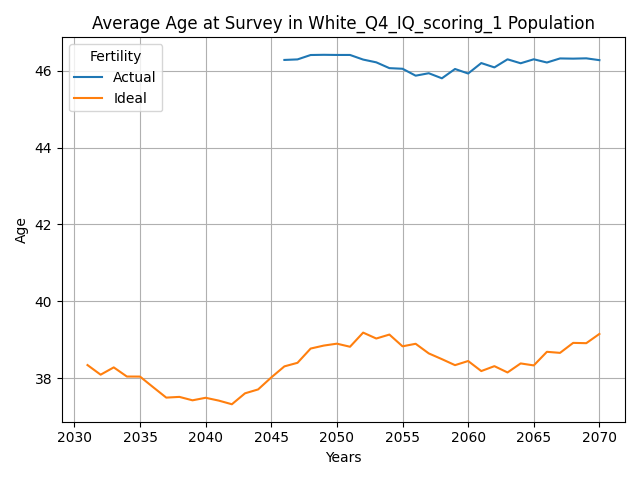 Average Age at Survey in White_Q4_IQ_scoring_1 Population
Fertility
Actual
Ideal
46
44
42
40
38
Age
2030 2035 2040 2045 2050 2055 2060 2065 2070
Years